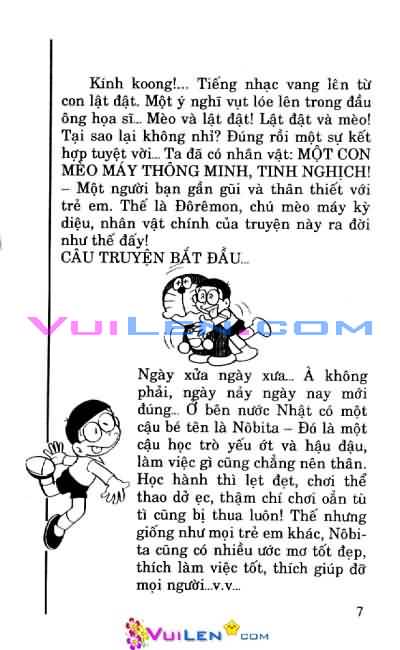 Kính koong!... Tiếng nhạc vang lên từ
con lật đật. Một ý nghĩ vụt lóe lên trong đầu
ông họa sĩ... Mèo và lật đật! Lật đật và mèo!
Tại sao lại không nhỉ? Đúng rồi một sự kết
hợp tuyệt vời... Ta đã có nhân vật: MỘT CON
MÈO MÁY THÔNG MINH, TINH NGHỊCH!
– Một người bạn gần gũi và thân thiết với
trẻ em. Thế là Đôrêmon, chú mèo máy kỳ
diệu, nhân vật chính của truyện này ra đời
như thế đấy!
CÂU TRUYỆN BẮT ĐẦU...
VuiLen.com
Ngày xửa ngày xưa... À không
phải, ngày nảy ngày nay mới
đúng... Ở bên nước Nhật có một
cậu bé tên là Nôbita – Đó là một
cậu học trò yếu ớt và hậu đậu,
làm việc gì cũng chẳng nên thân.
Học hành thì lẹt đẹt, chơi thể
thao dở ẹc, thậm chí chơi oẳn tù
tì cũng bị thua luôn! Thế nhưng
giống như mọi trẻ em khác, Nôbi-
ta cũng có nhiều ước mơ tốt đẹp,
thích làm việc tốt, thích giúp đỡ
mọi người...v.v...
7
VuiLen.com